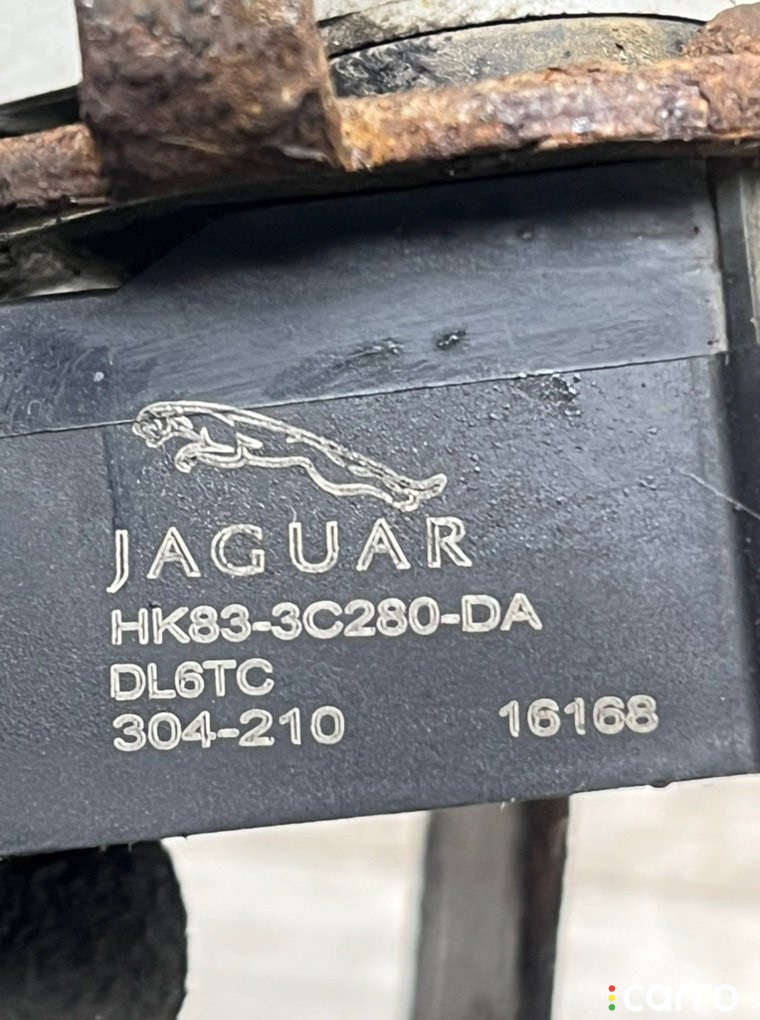 JAGUAR
HK83-3C280-DA
DL6TC
304-210 16168
carro